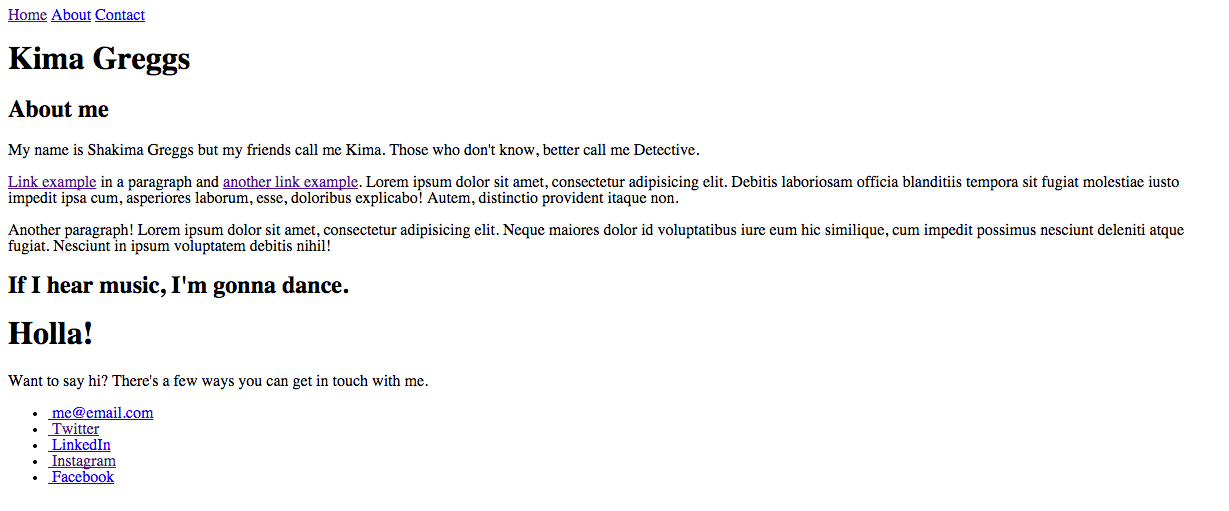 Home About Contact
Kima Greggs
About me
My name is Shakima Greggs but my friends call me Kima. Those who don't know, better call me Detective.
Link example in a paragraph and another link example. Lorem ipsum dolor sit amet, consectetur adipisicing elit. Debitis laboriosam officia blanditiis tempora sit fugiat molestiae iusto
impedit ipsa cum, asperiores laborum, esse, doloribus explicabo! Autem, distinctio provident itaque non.
Another paragraph! Lorem ipsum dolor sit amet, consectetur adipisicing elit. Neque maiores dolor id voluptatibus iure eum hic similique, cum impedit possimus nesciunt deleniti atque
fugiat. Nesciunt in ipsum voluptatem debitis nihil!
If I hear music, I'm gonna dance.
Holla!
Want to say hi? There's a few ways you can get in touch with me.
• me@email.com
• Twitter
• LinkedIn
• Instagram
• Facebook